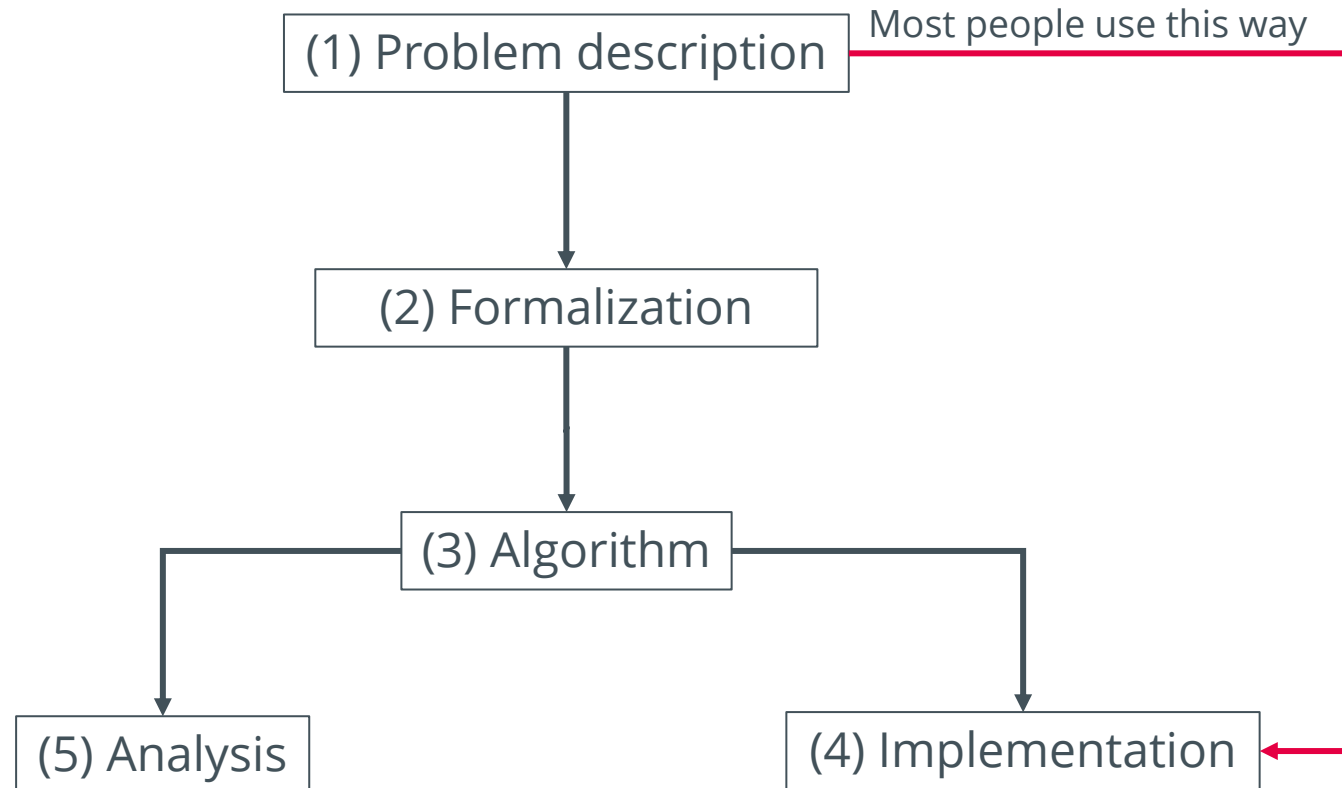 Most people use this way
(1) Problem description
(2) Formalization
(3) Algorithm
(5) Analysis
(4) Implementation